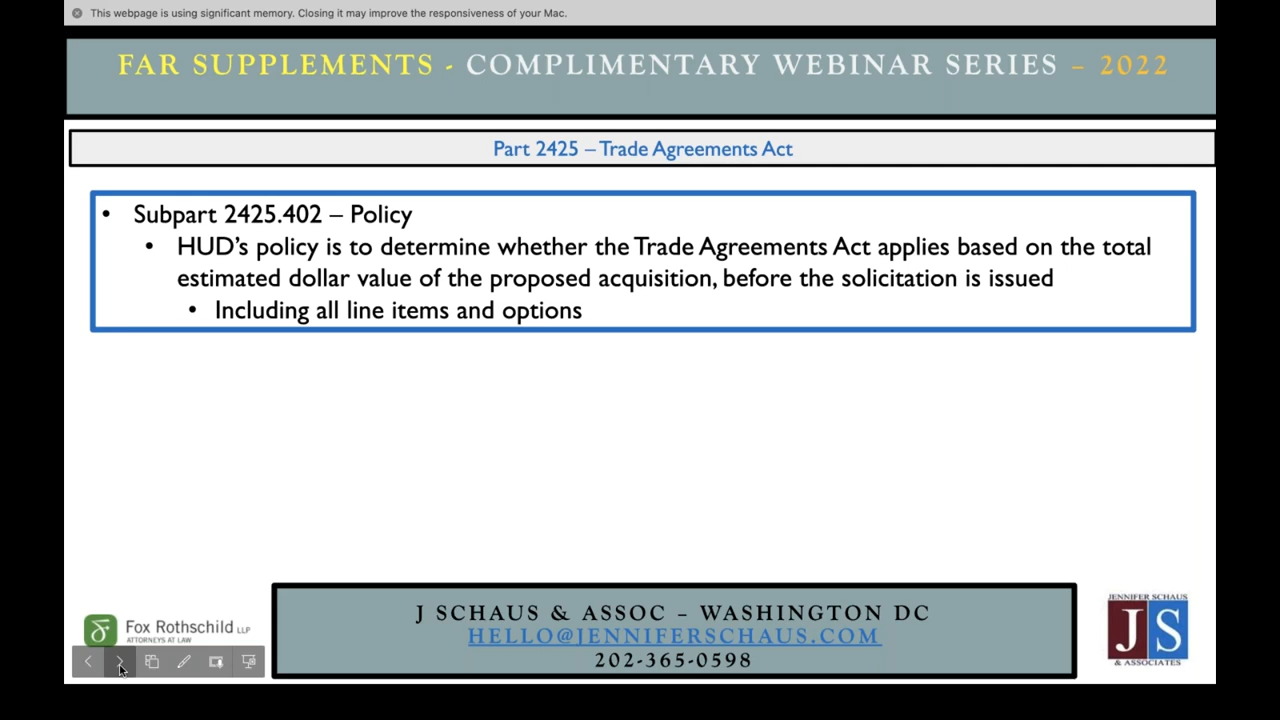 This webpage is using significant memory. Closing it may improve the responsiveness of your Mac.
FAR SUPPLEMENTS - COMPLIMENTARY WEBINAR SERIES – 2022
Part 2425 – Trade Agreements Act
• Subpart 2425.402 – Policy
• HUD's policy is to determine whether the Trade Agreements Act applies based on the total
estimated dollar value of the proposed acquisition, before the solicitation is issued
• Including all line items and options
Fox Rothschild LLP
ATTORNEYS AT LAW
J SCHAUS & ASSOC – WASHINGTON DC
HELLO@JENNIFERSCHAUS.COM
202-365-0598
JENNIFER SCHAUS
J S
& ASSOCIATES